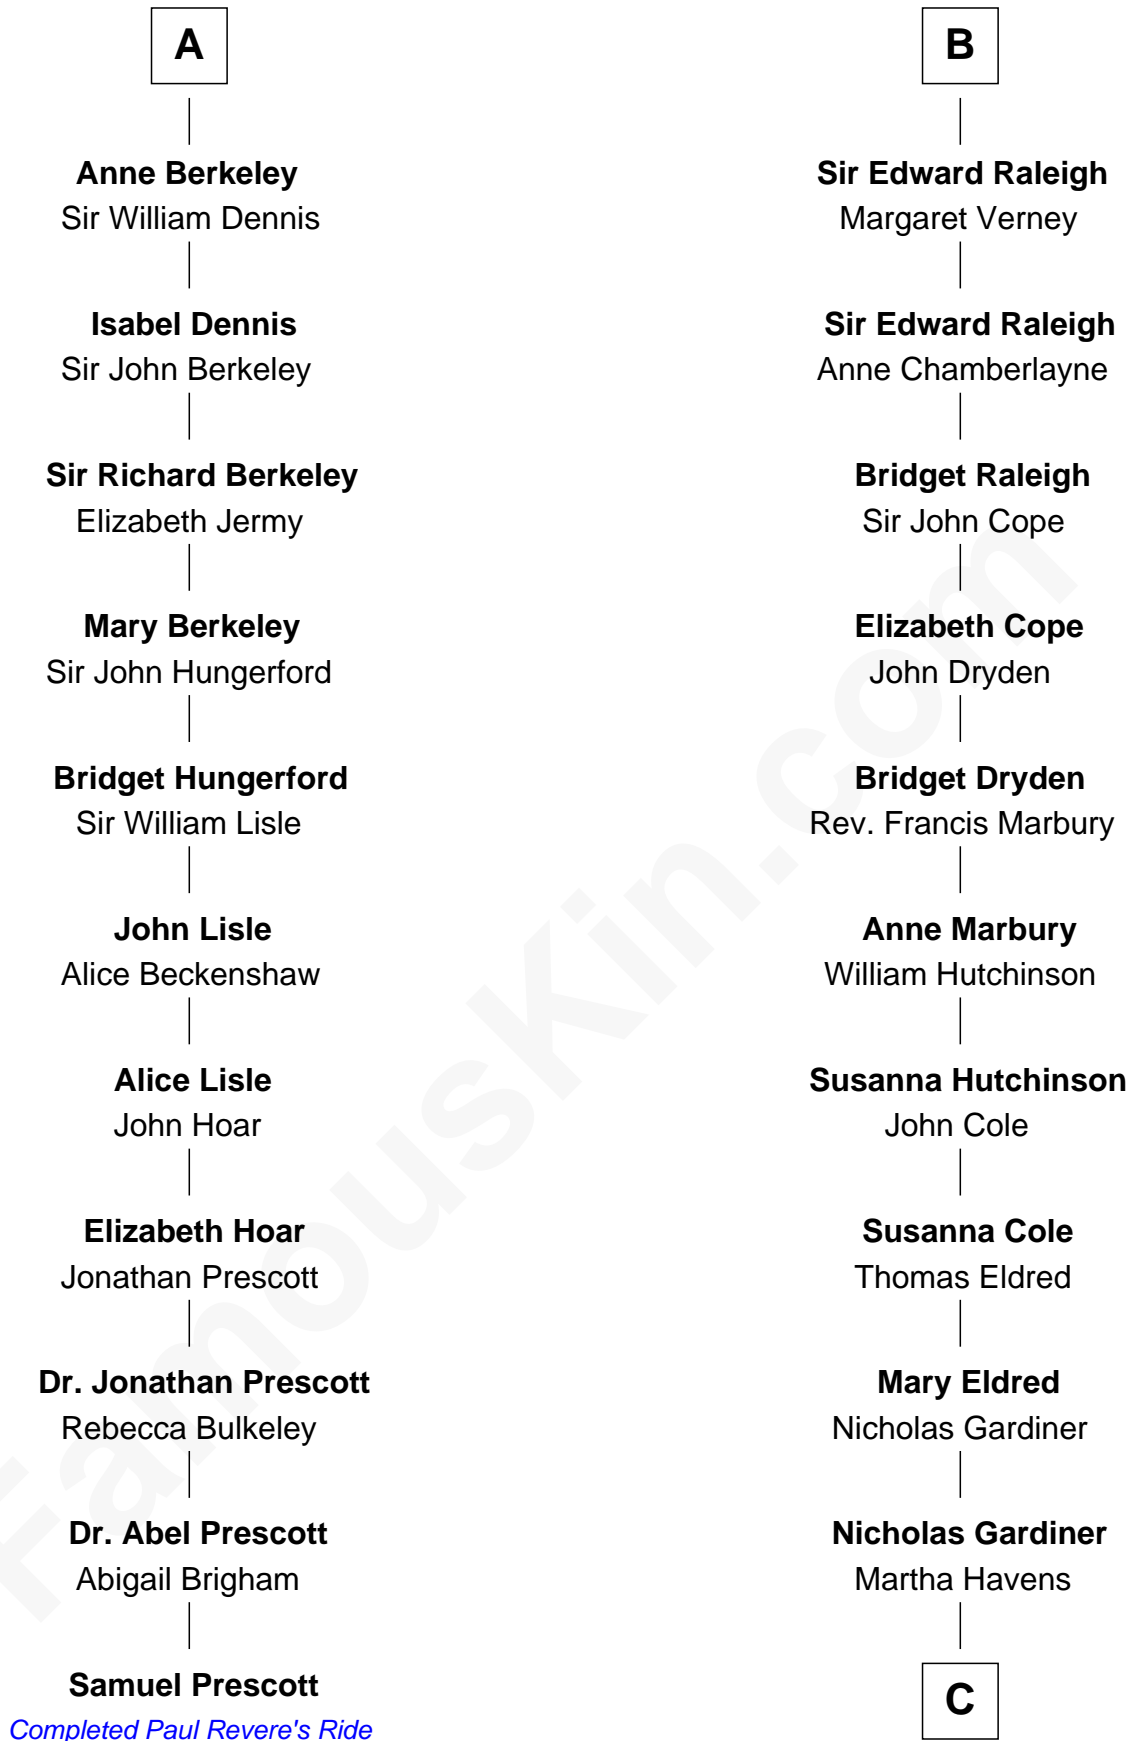 A
Anne Berkeley
Sir William Dennis
Isabel Dennis
Sir John Berkeley
Sir Richard Berkeley
Elizabeth Jermy
Mary Berkeley
Sir John Hungerford
Bridget Hungerford
Sir William Lisle
John Lisle
Alice Beckenshaw
Alice Lisle
John Hoar
Elizabeth Hoar
Jonathan Prescott
Dr. Jonathan Prescott
Rebecca Bulkeley
Dr. Abel Prescott
Abigail Brigham
Samuel Prescott
Completed Paul Revere's Ride
B
Sir Edward Raleigh
Margaret Verney
Sir Edward Raleigh
Anne Chamberlayne
Bridget Raleigh
Sir John Cope
Elizabeth Cope
John Dryden
Bridget Dryden
Rev. Francis Marbury
Anne Marbury
William Hutchinson
Susanna Hutchinson
John Cole
Susanna Cole
Thomas Eldred
Mary Eldred
Nicholas Gardiner
Nicholas Gardiner
Martha Havens
C
FamousKin.com